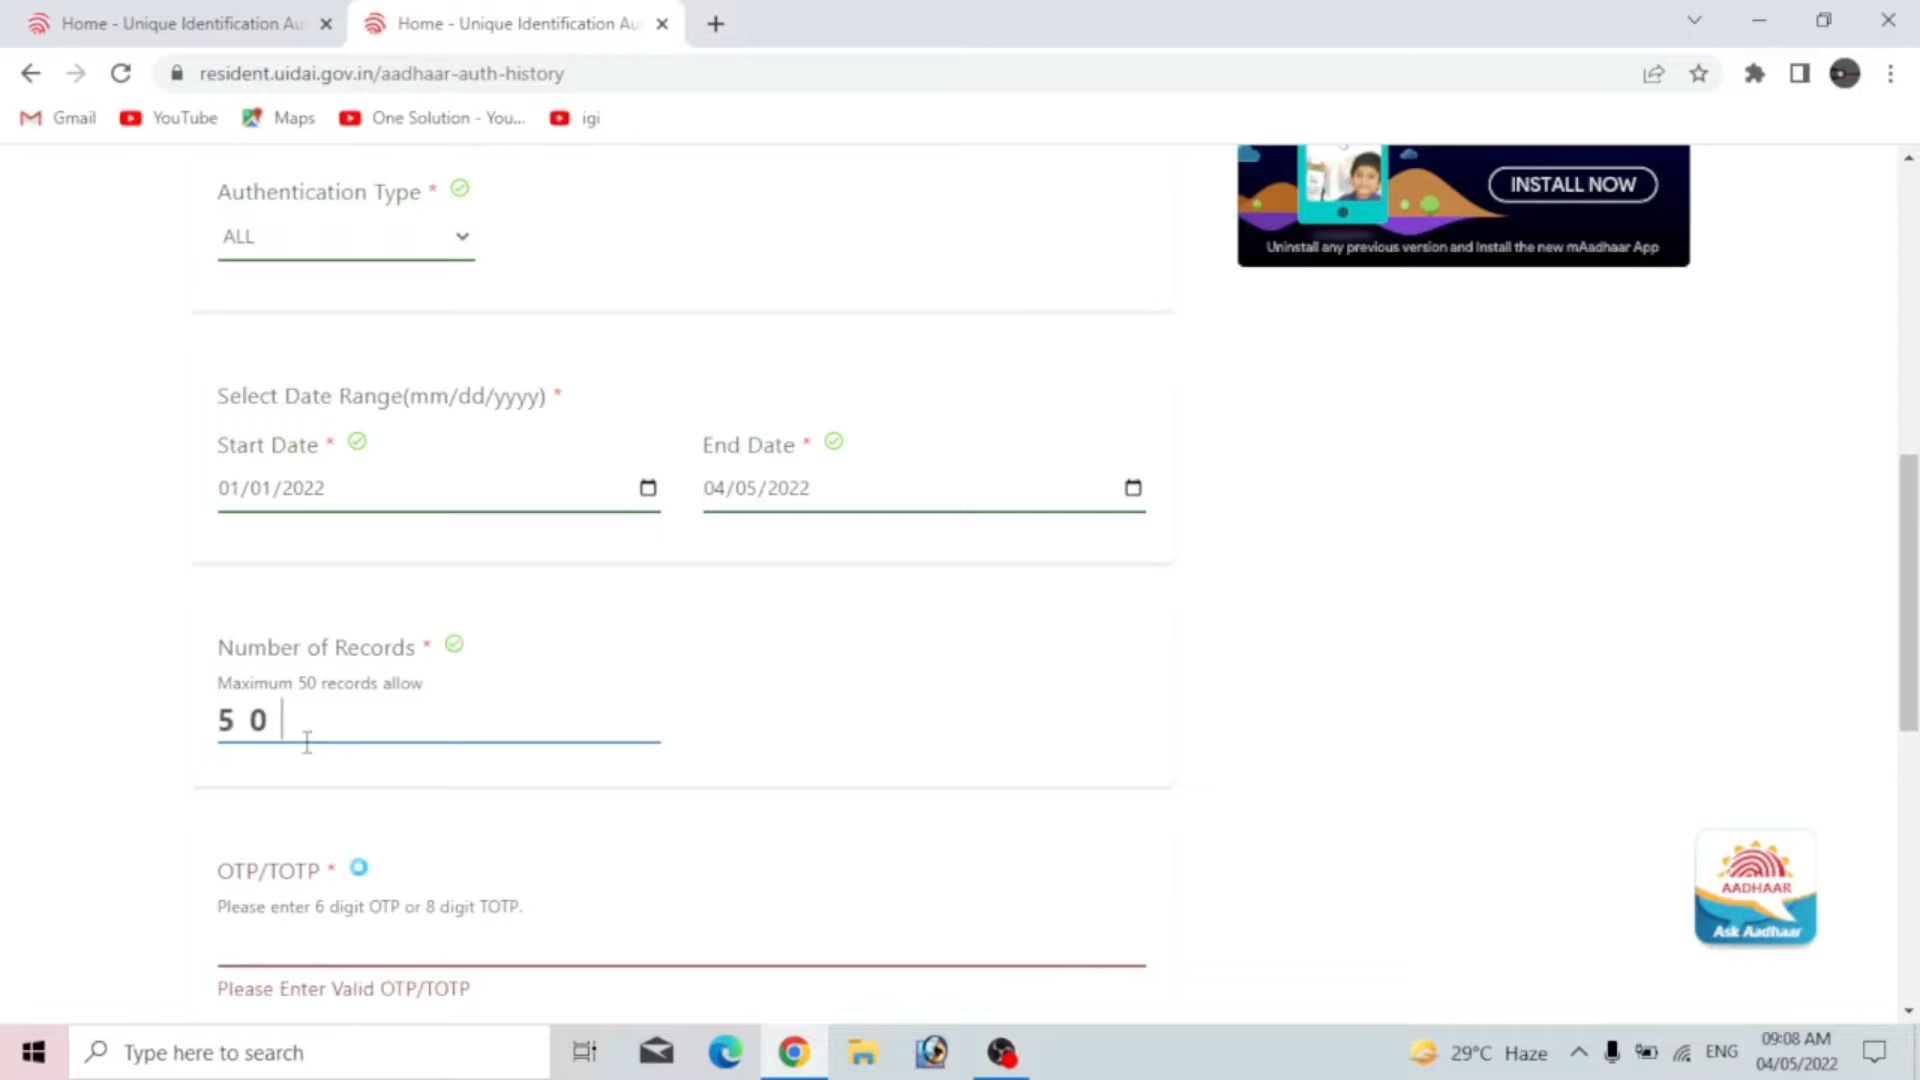 Home - Unique Identification Au
Home - Unique Identification Au
resident.uidai.gov.in/aadhaar-auth-history
Gmail
YouTube
Maps
One Solution - You...
igi
Authentication Type *
ALL
INSTALL NOW
Uninstall any previous version and Install the new mAadhaar App
Select Date Range(mm/dd/yyyy) *
Start Date *
End Date *
01/01/2022
04/05/2022
Number of Records *
Maximum 50 records allow
50
OTP/TOTP *
Please enter 6 digit OTP or 8 digit TOTP.
AADHAAR
Ask Aadhaar
Please Enter Valid OTP/TOTP
Type here to search
29°C Haze
ENG
09:08 AM
04/05/2022